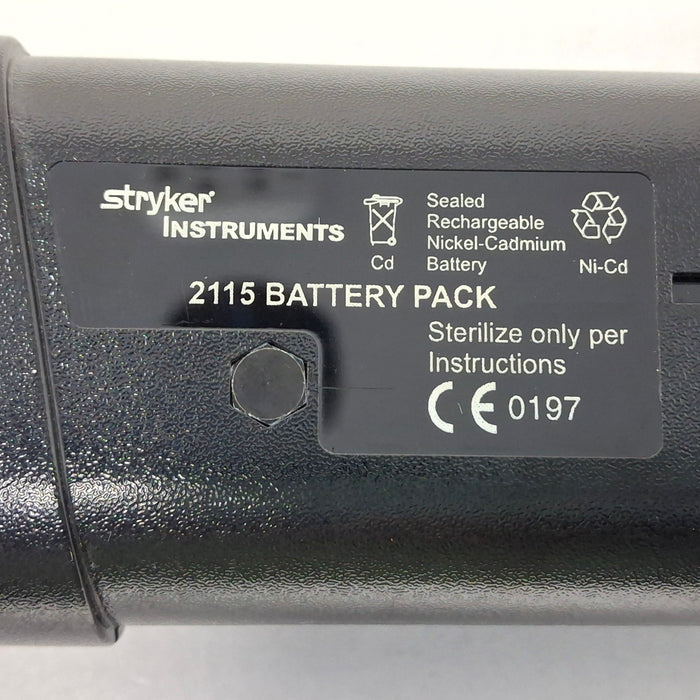 stryker
INSTRUMENTS
Cd
Sealed
Rechargeable
Nickel-Cadmium
Battery
Ni-Cd
2115 BATTERY PACK
Sterilize only per
Instructions
CE 0197